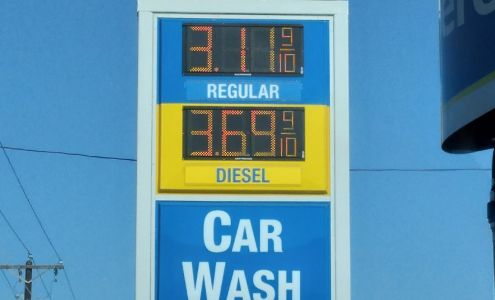 3.11 9/10
REGULAR
3.69 9/10
DIESEL
CAR
WASH